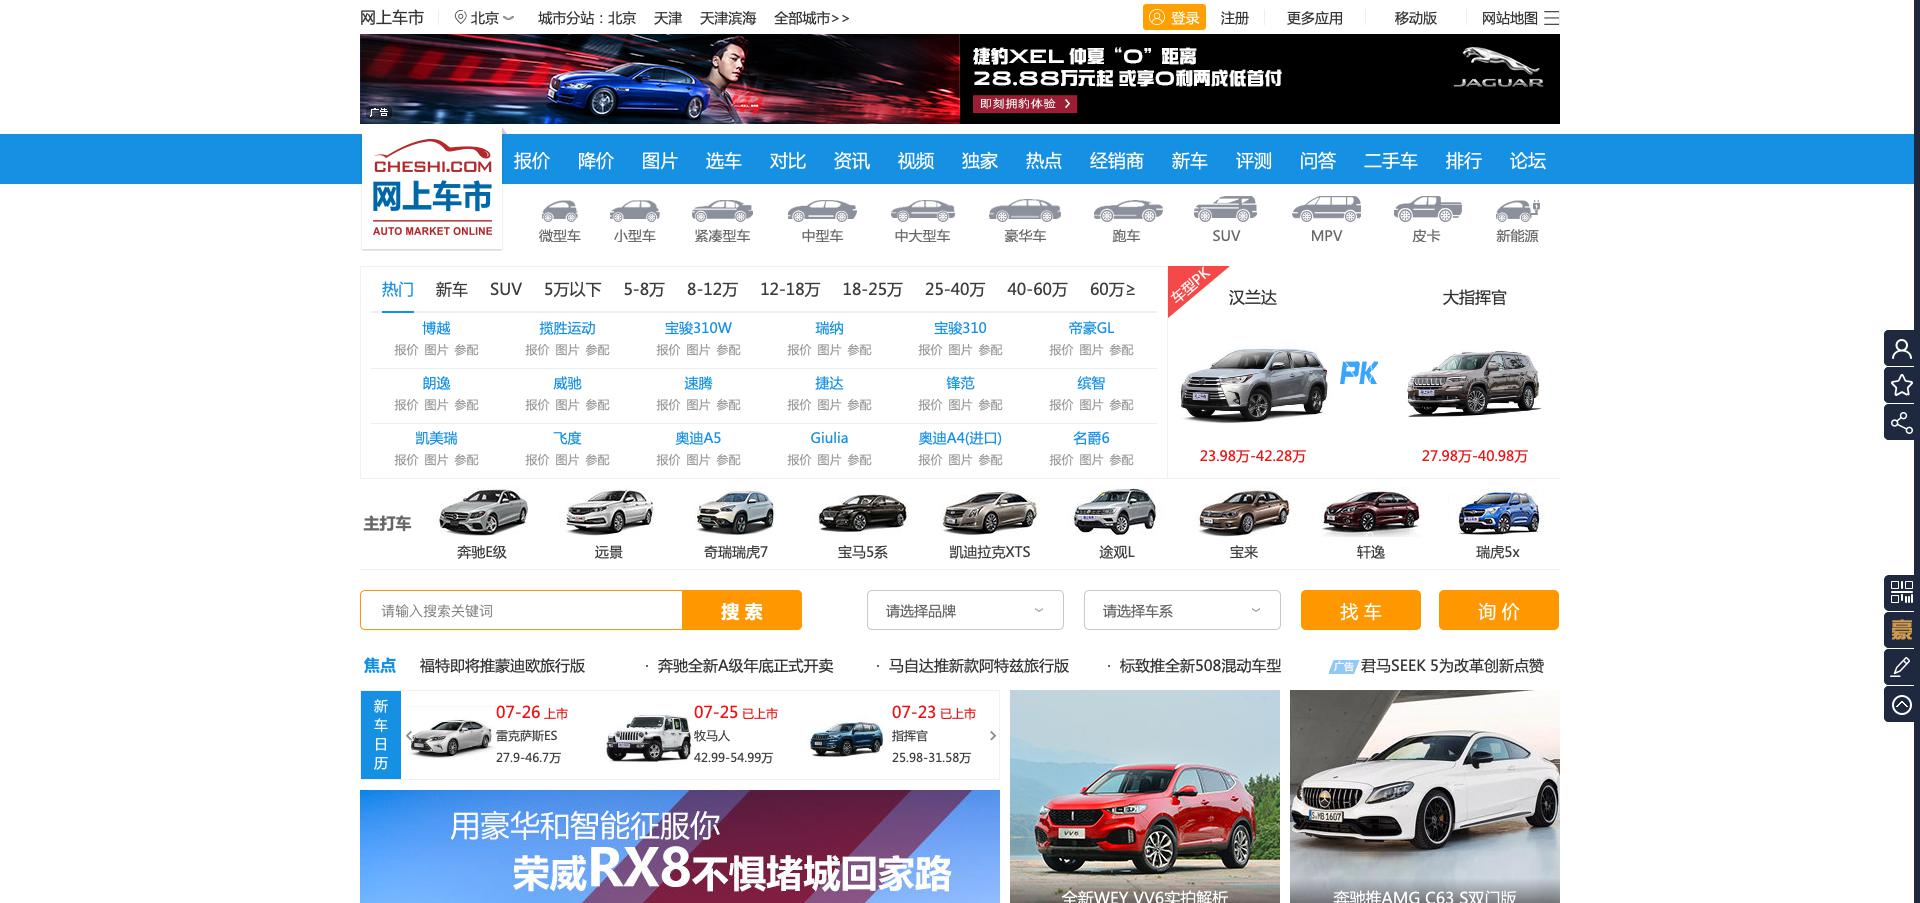 网上车市 北京 城市分站：北京 天津 天津滨海 全部城市>> 登录 注册 更多应用 移动版 网站地图
捷豹XEL 仲夏“0”距离
28.88万元起 或享0利两成低首付
即刻拥豹体验
JAGUAR
广告
CHESHI.COM
网上车市
AUTO MARKET ONLINE
报价 降价 图片 选车 对比 资讯 视频 独家 热点 经销商 新车 评测 问答 二手车 排行 论坛
微型车 小型车 紧凑型车 中型车 中大型车 豪华车 跑车 SUV MPV 皮卡 新能源
热门 新车 SUV 5万以下 5-8万 8-12万 12-18万 18-25万 25-40万 40-60万 60万≥
博越 揽胜运动 宝骏310W 瑞纳 宝骏310 帝豪GL
报价 图片 参配 报价 图片 参配 报价 图片 参配 报价 图片 参配 报价 图片 参配 报价 图片 参配
朗逸 威驰 速腾 捷达 锋范 缤智
报价 图片 参配 报价 图片 参配 报价 图片 参配 报价 图片 参配 报价 图片 参配 报价 图片 参配
凯美瑞 飞度 奥迪A5 Giulia 奥迪A4(进口) 名爵6
报价 图片 参配 报价 图片 参配 报价 图片 参配 报价 图片 参配 报价 图片 参配 报价 图片 参配
车型PK
汉兰达 大指挥官
PK
23.98万-42.28万 27.98万-40.98万
主打车
奔驰E级 远景 奇瑞瑞虎7 宝马5系 凯迪拉克XTS 途观L 宝来 轩逸 瑞虎5x
请输入搜索关键词 搜 索 请选择品牌 请选择车系 找 车 询 价
焦点 福特即将推蒙迪欧旅行版 · 奔驰全新A级年底正式开卖 · 马自达推新款阿特兹旅行版 · 标致推全新508混动车型 广告 君马SEEK 5为改革创新点赞
新车日历
07-26 上市
雷克萨斯ES
27.9-46.7万
07-25 已上市
牧马人
42.99-54.99万
07-23 已上市
指挥官
25.98-31.58万
用豪华和智能征服你
荣威RX8不惧堵城回家路
VV6
全新WEY VV6实拍解析
S·MB 1607
奔驰推AMG C63 S双门版
豪